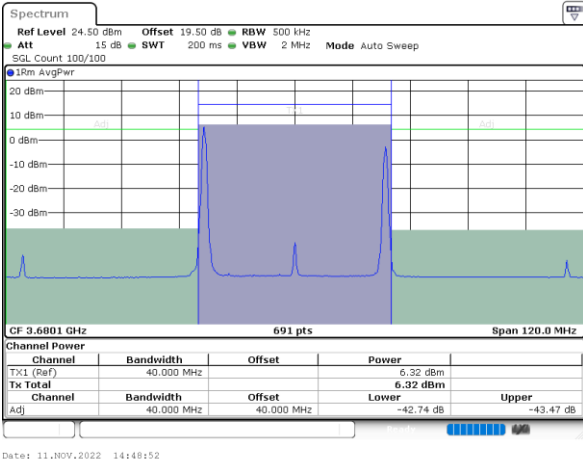 Spectrum
Ref Level 24.50 dBm Offset 19.50 dB RBW 500 kHz
Att 15 dB SWT 200 ms VBW 2 MHz Mode Auto Sweep
SGL Count 100/100
1Rm AvgPwr
20 dBm
10 dBm
Adj Adj
0 dBm
-10 dBm
-20 dBm
-30 dBm
CF 3.6801 GHz 691 pts Span 120.0 MHz
Channel Power
Channel Bandwidth Offset Power
TX1 (Ref) 40.000 MHz 6.32 dBm
Tx Total 6.32 dBm
Channel Bandwidth Offset Lower Upper
Adj 40.000 MHz 40.000 MHz -42.74 dB -43.47 dB
Date: 11.NOV.2022 14:48:52